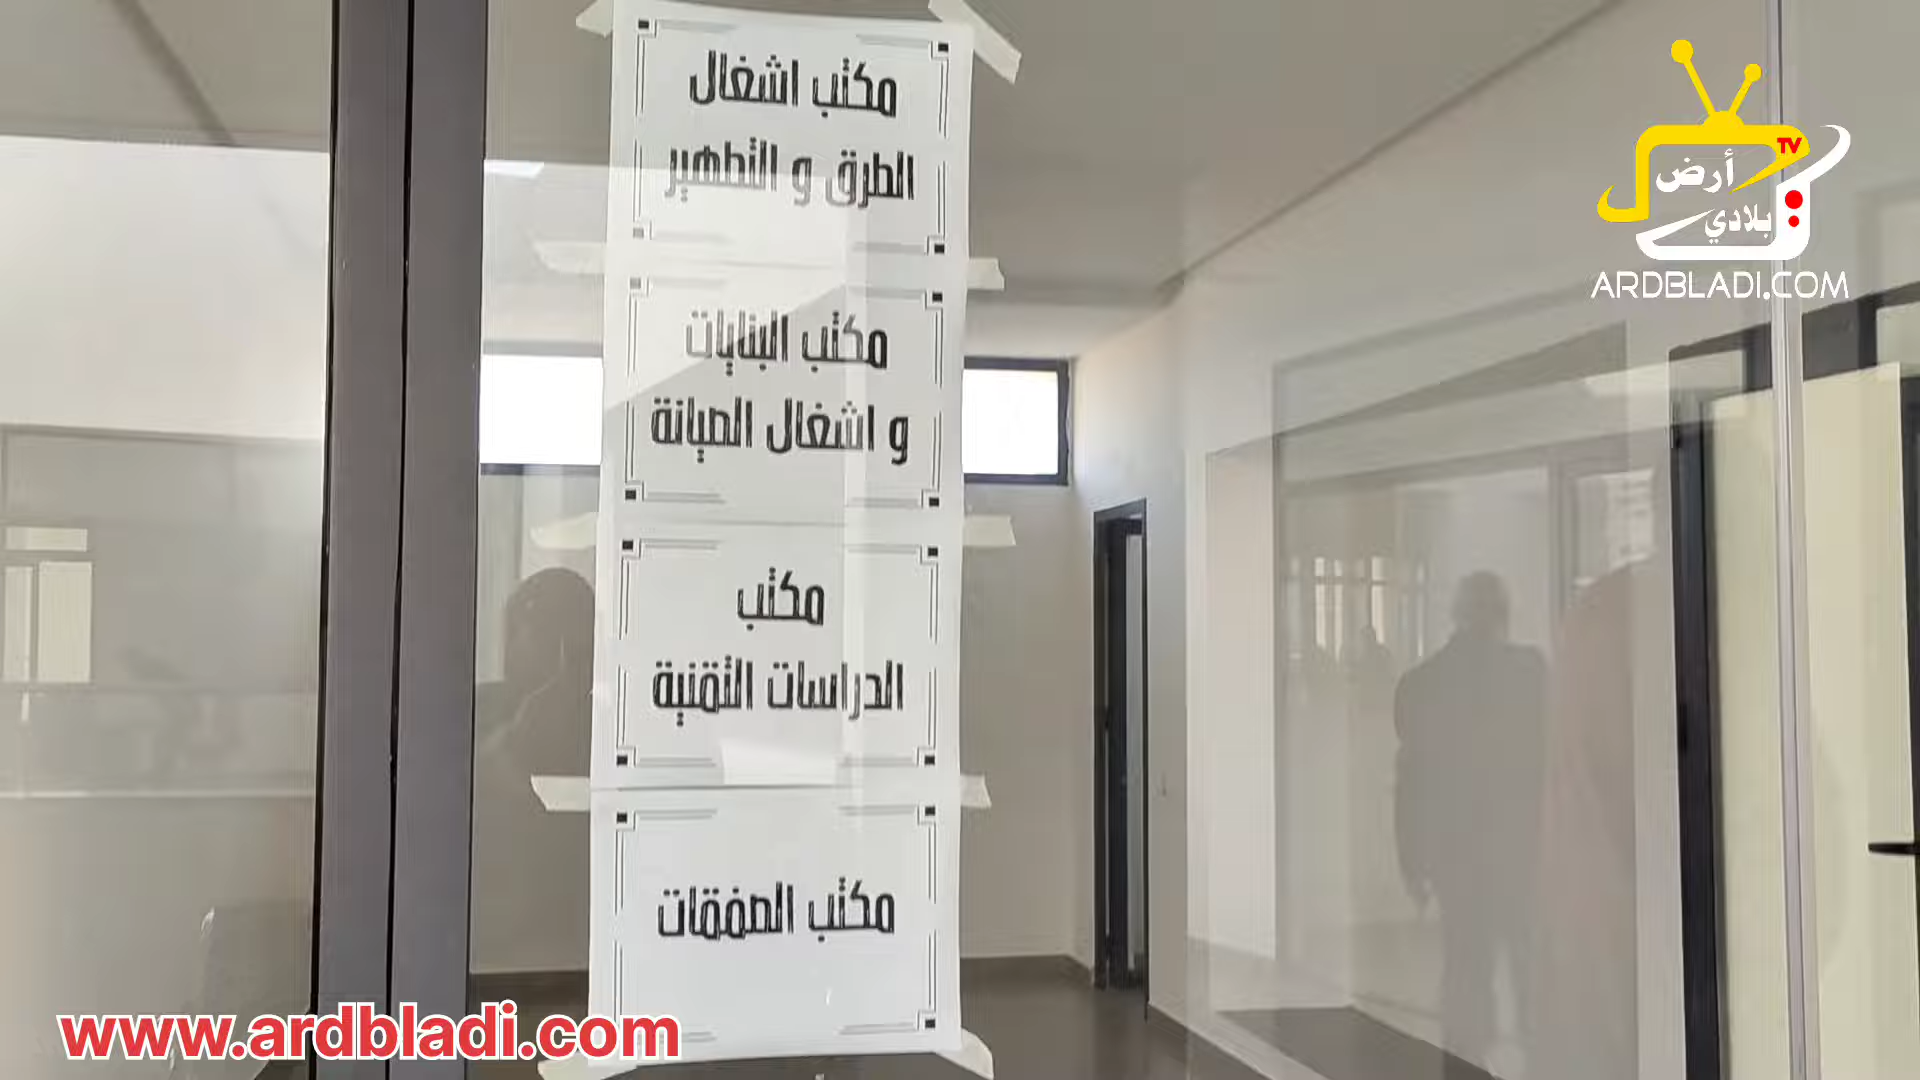 مكتب اشغال
الطرق و التطهير
مكتب البنايات
و اشغال الصيانة
مكتب
الدراسات التقنية
مكتب الصفقات
TV
أرض
بلادي
ARDBLADI.COM
www.ardbladi.com